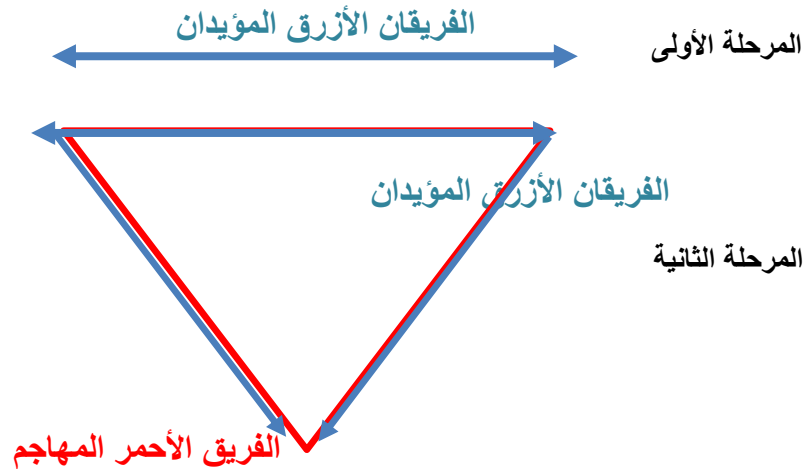 الفريقان الأزرق المؤيدان
المرحلة الأولى
الفريقان الأزرق المؤيدان
المرحلة الثانية
الفريق الأحمر المهاجم